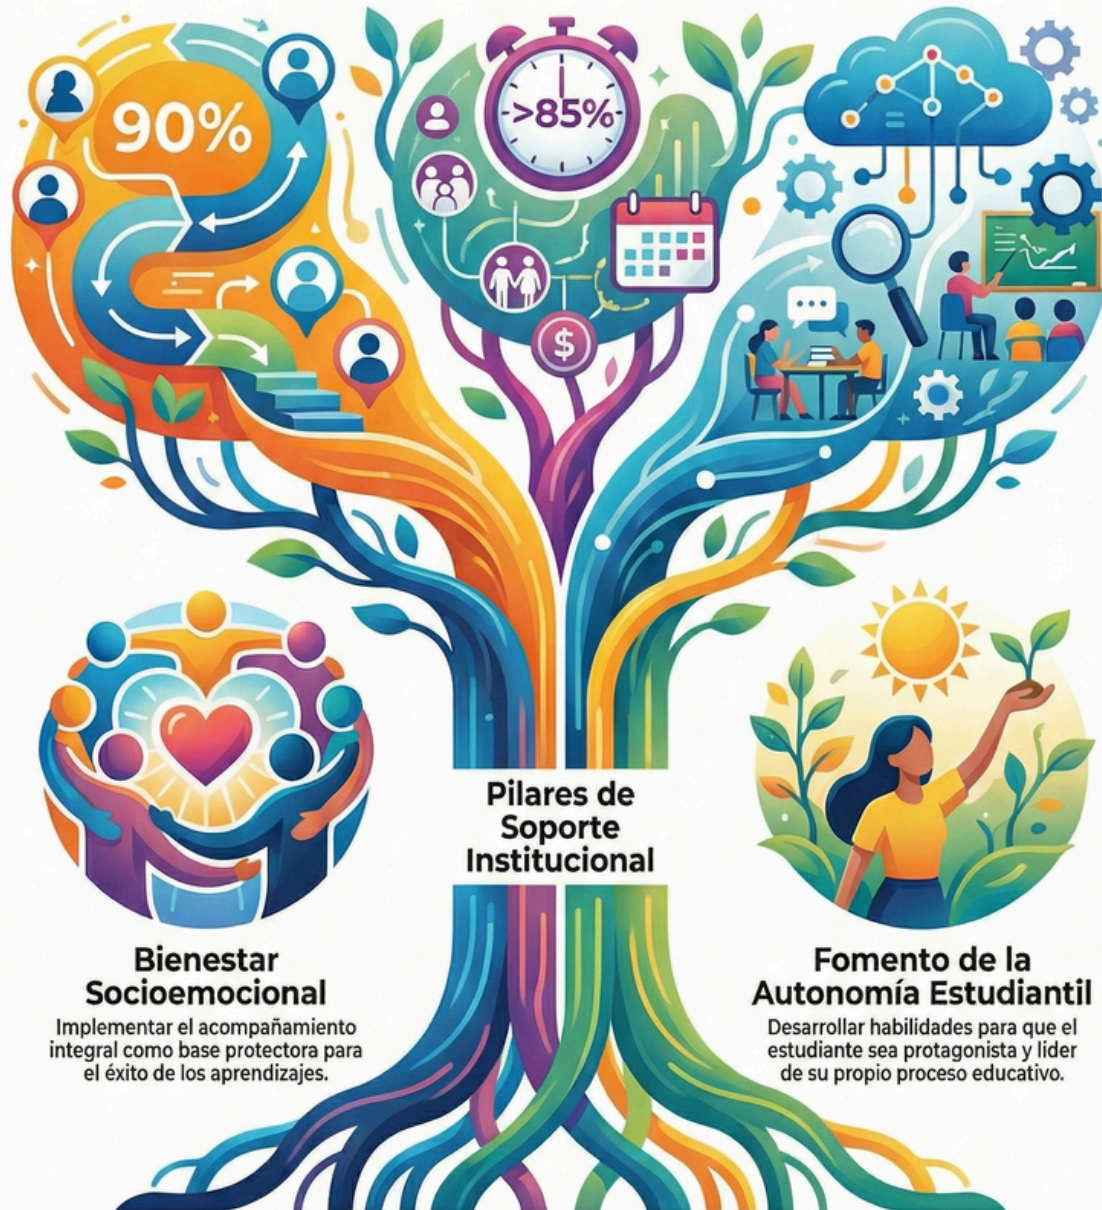 90%
>85%
$
Pilares de
Soporte
Institucional
Bienestar
Socioemocional
Implementar el acompañamiento
integral como base protectora para
el éxito de los aprendizajes.
Fomento de la
Autonomía Estudiantil
Desarrollar habilidades para que el
estudiante sea protagonista y lider
de su propio proceso educativo.